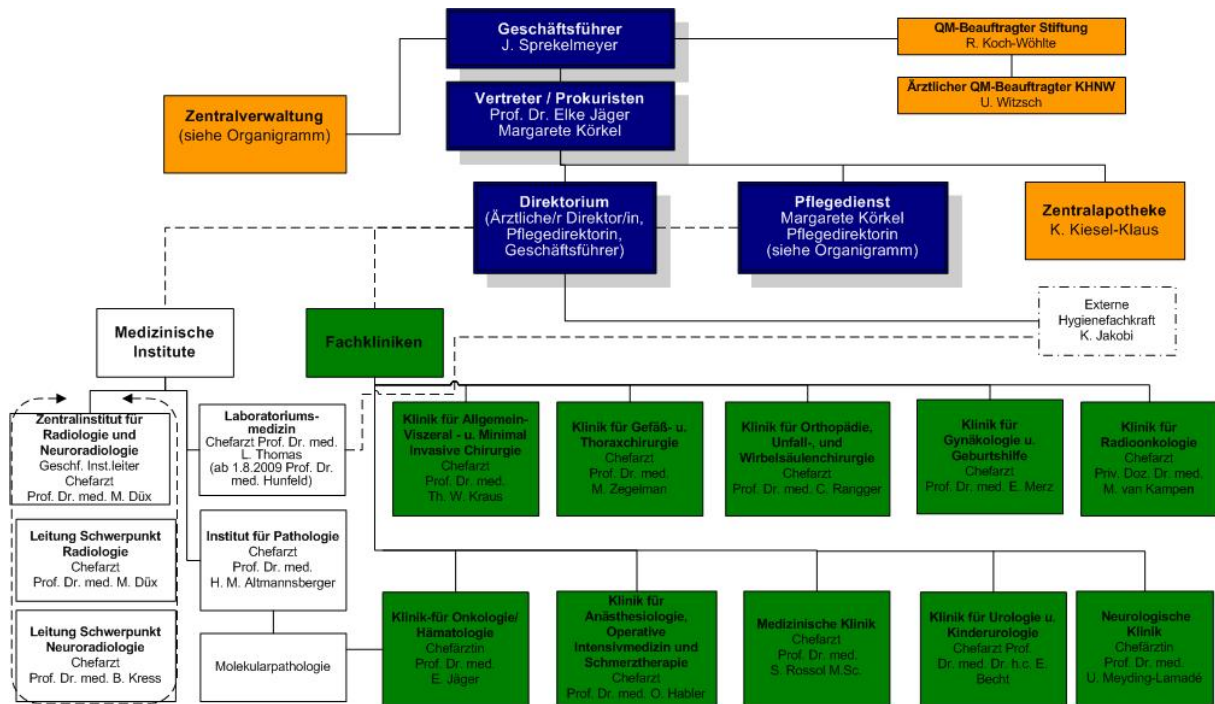 Geschäftsführer
J. Sprekelmeyer
QM-Beauftragter Stiftung
R. Koch-Wöhlte
Ärztlicher QM-Beauftragter KHNW
U. Witzsch
Zentralverwaltung
(siehe Organigramm)
Vertreter / Prokuristen
Prof. Dr. Elke Jäger
Margarete Körkel
Direktorium
(Ärztliche/r Direktor/in,
Pflegedirektorin,
Geschäftsführer)
Pflegedienst
Margarete Körkel
Pflegedirektorin
(siehe Organigramm)
Zentralapotheke
K. Kiesel-Klaus
Externe
Hygienefachkraft
K. Jakobi
Medizinische
Institute
Fachkliniken
Zentralinstitut für
Radiologie und
Neuroradiologie
Geschf. Inst.leiter
Chefarzt
Prof. Dr. med. M. Düx
Laboratoriums-
medizin
Chefarzt Prof. Dr. med.
L. Thomas
(ab 1.8.2009 Prof. Dr.
med. Hunfeld)
Klinik für Allgemein-
Viszeral - u. Minimal
Invasive Chirurgie
Chefarzt
Prof. Dr. med.
Th. W. Kraus
Klinik für Gefäß- u.
Thoraxchirurgie
Chefarzt
Prof. Dr. med.
M. Zegelman
Klinik für Orthopädie,
Unfall-, und
Wirbelsäulenchirurgie
Chefarzt
Prof. Dr. med. C. Rangger
Klinik für
Gynäkologie u.
Geburtshilfe
Chefarzt
Prof. Dr. med. E. Merz
Klinik für
Radioonkologie
Chefarzt
Priv. Doz. Dr. med.
M. van Kampen
Leitung Schwerpunkt
Radiologie
Chefarzt
Prof. Dr. med. M. Düx
Institut für Pathologie
Chefarzt
Prof. Dr. med.
H. M. Altmannsberger
Leitung Schwerpunkt
Neuroradiologie
Chefarzt
Prof. Dr. med. B. Kress
Molekularpathologie
Klinik-für Onkologie/
Hämatologie
Chefärztin
Prof. Dr. med.
E. Jäger
Klinik für
Anästhesiologie,
Operative
Intensivmedizin und
Schmerztherapie
Chefarzt
Prof. Dr. med. O. Habler
Medizinische Klinik
Chefarzt
Prof. Dr. med.
S. Rossol M.Sc.
Klinik für Urologie u.
Kinderurologie
Chefarzt Prof.
Dr. med. Dr. h.c. E.
Becht
Neurologische
Klinik
Chefärztin
Prof. Dr. med.
U. Meyding-Lamadé